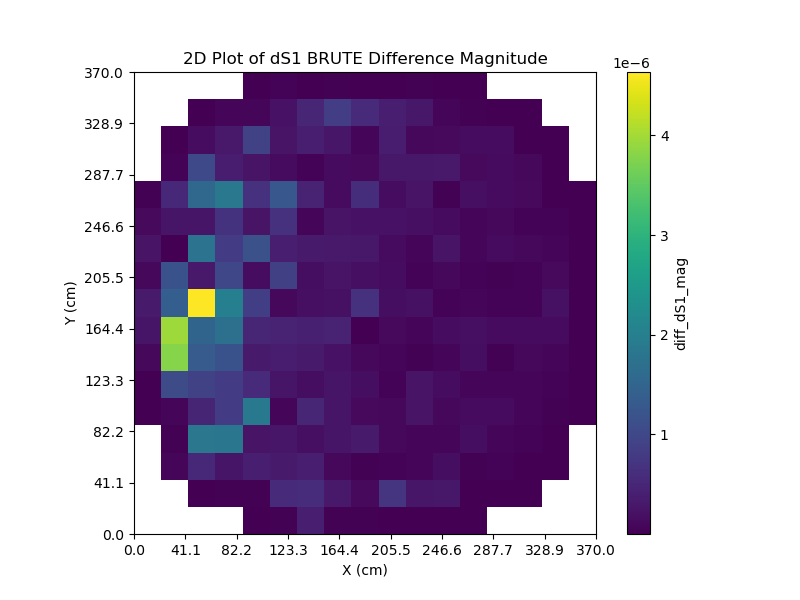 2D Plot of dS1 BRUTE Difference Magnitude
1e−6
370.0
328.9
287.7
246.6
205.5
164.4
123.3
82.2
41.1
0.0
Y (cm)
0.0 41.1 82.2 123.3 164.4 205.5 246.6 287.7 328.9 370.0
X (cm)
4
3
2
1
diff_dS1_mag